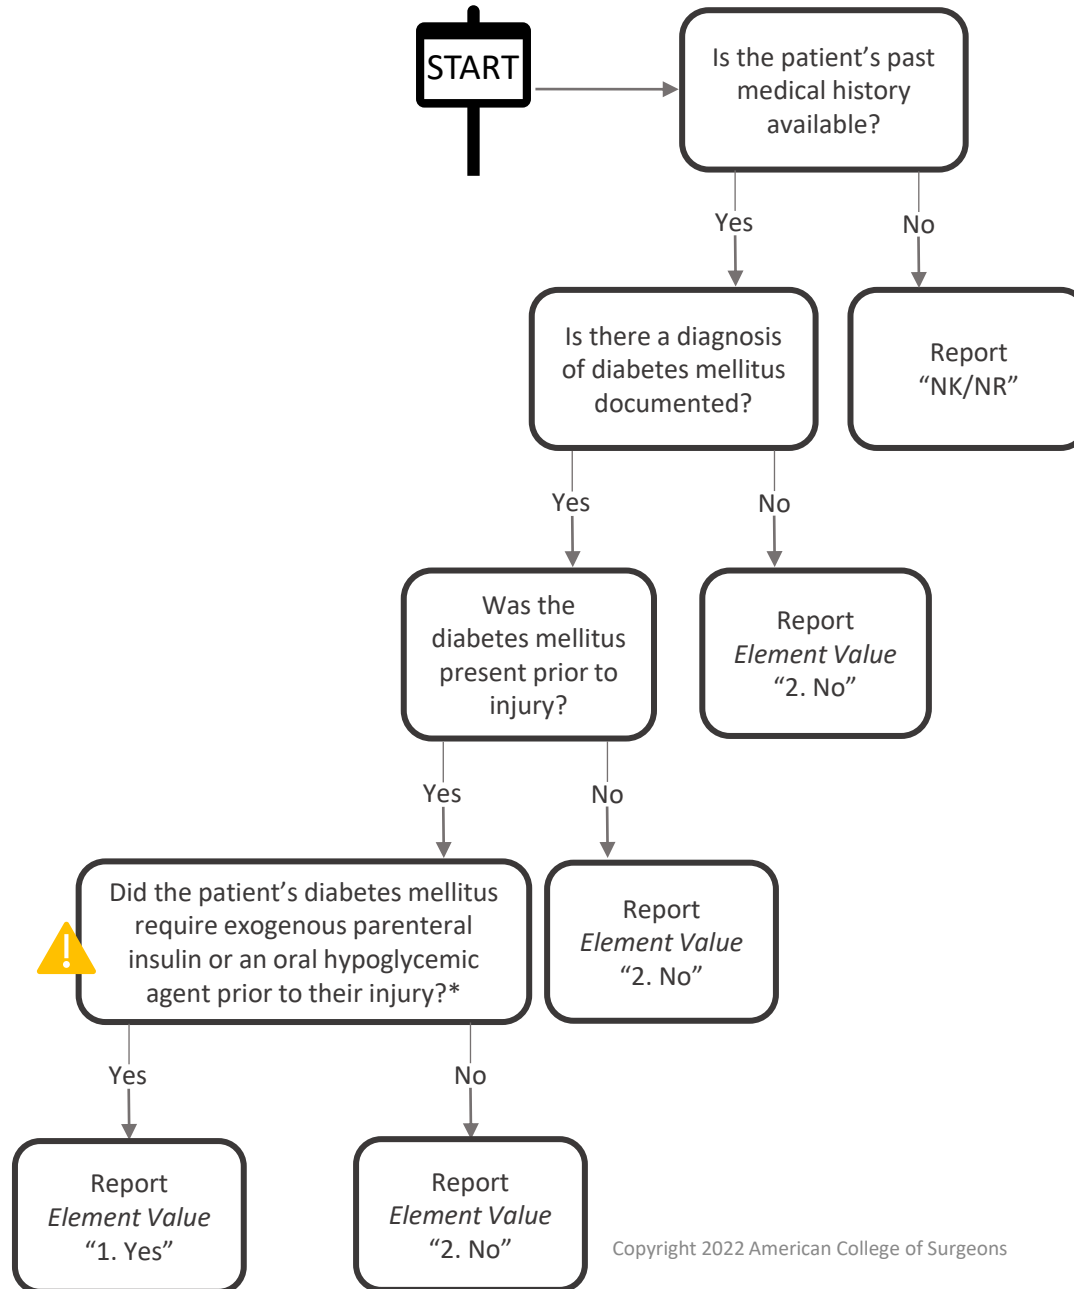 START
Is the patient’s past
medical history
available?
Yes
No
Is there a diagnosis
of diabetes mellitus
documented?
Report
“NK/NR”
Yes
No
Was the
diabetes mellitus
present prior to
injury?
Report
Element Value
“2. No”
Yes
No
Did the patient’s diabetes mellitus
require exogenous parenteral
insulin or an oral hypoglycemic
agent prior to their injury?*
!
Report
Element Value
“2. No”
Yes
No
Report
Element Value
“1. Yes”
Report
Element Value
“2. No”
Copyright 2022 American College of Surgeons